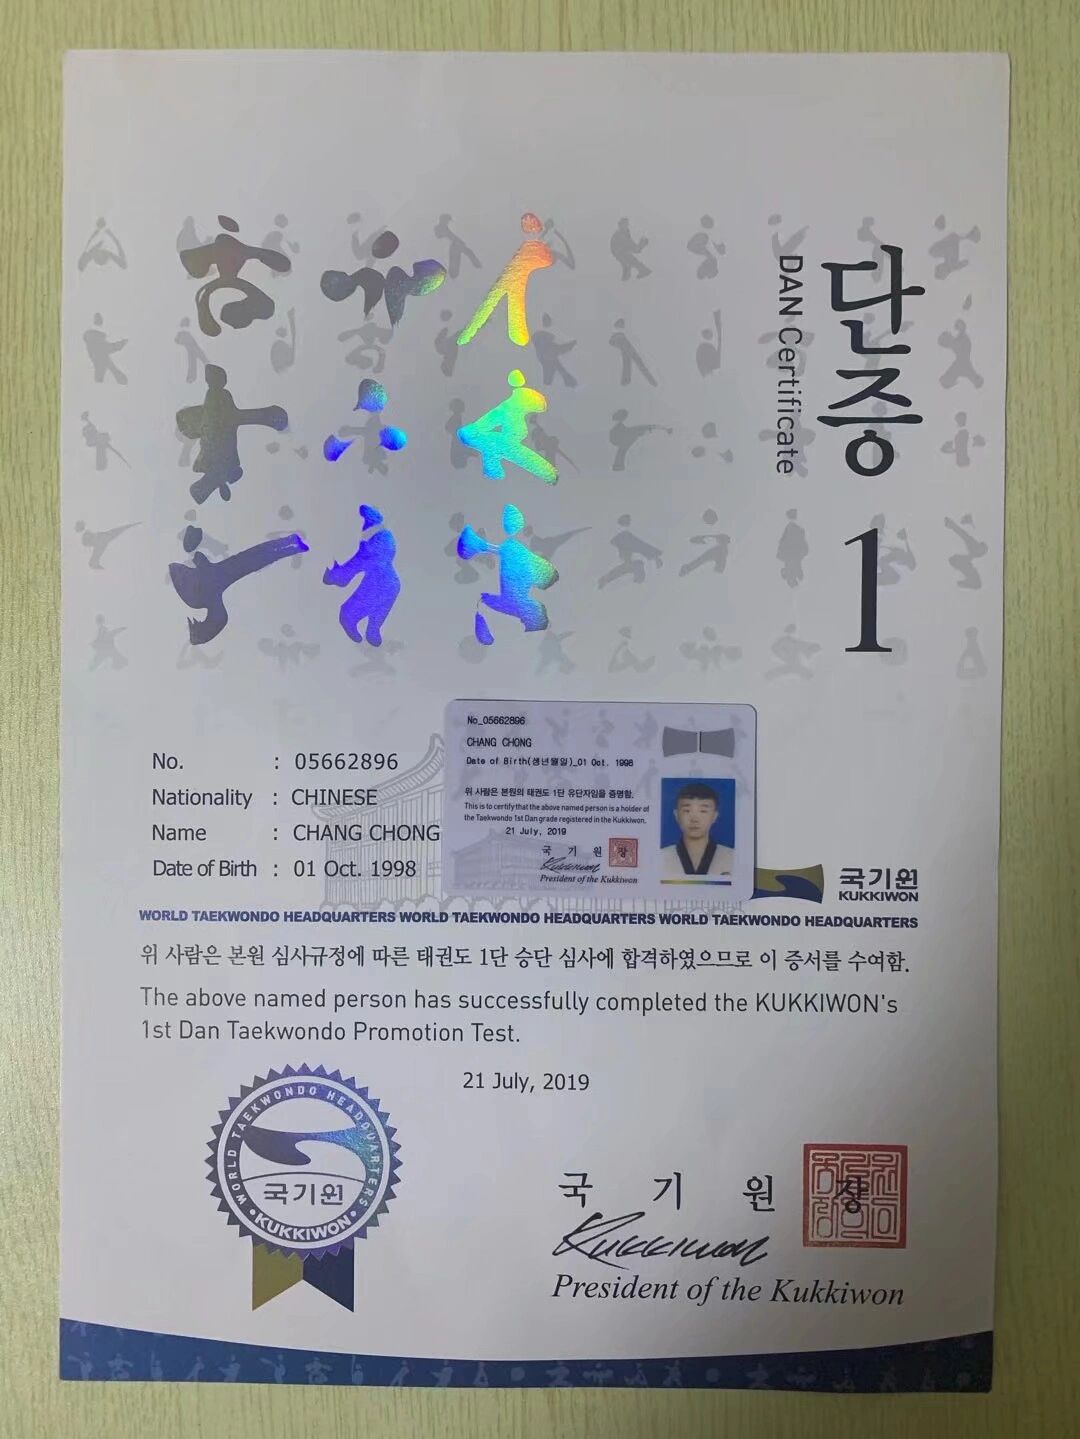 단증 1
DAN Certificate
No. : 05662896
Nationality : CHINESE
Name : CHANG CHONG
Date of Birth : 01 Oct. 1998
No_05662896
CHANG CHONG
Date of Birth(생년월일)_01 Oct. 1998
위 사람은 본원의 태권도 1단 유단자임을 증명함.
This is to certify that the above named person is a holder of
the Taekwondo 1st Dan grade registered in the Kukkiwon.
21 July, 2019
국 기 원 장
Kukkiwon
President of the Kukkiwon
국기원
KUKKIWON
WORLD TAEKWONDO HEADQUARTERS WORLD TAEKWONDO HEADQUARTERS WORLD TAEKWONDO HEADQUARTERS
위 사람은 본원 심사규정에 따른 태권도 1단 승단 심사에 합격하였으므로 이 증서를 수여함.
The above named person has successfully completed the KUKKIWON's
1st Dan Taekwondo Promotion Test.
21 July, 2019
WORLD TAEKWONDO HEADQUARTERS
국기원
• KUKKIWON •
국 기 원 장
Kukkiwon
President of the Kukkiwon